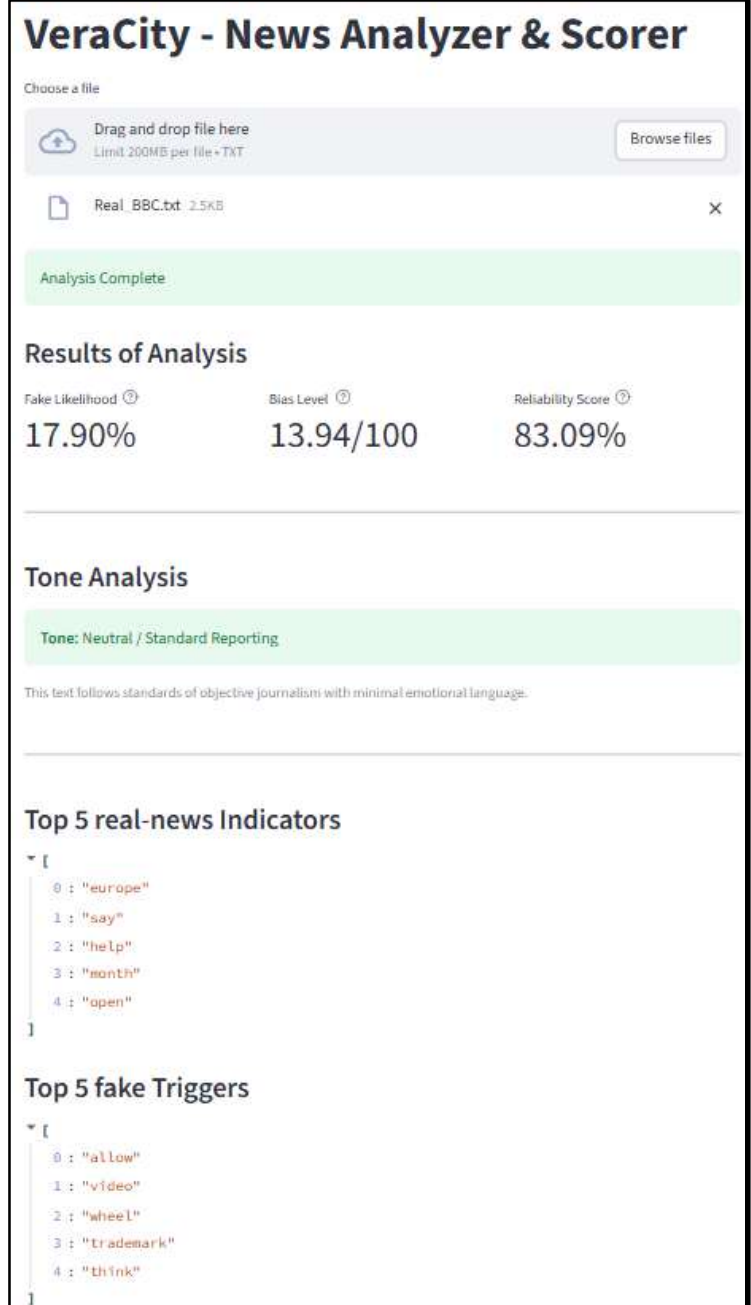 VeraCity - News Analyzer & Scorer
Choose a file
Drag and drop file here
Limit 200MB per file • TXT
Browse files
Real_BBC.txt 2.5KB
×
Analysis Complete
Results of Analysis
Fake Likelihood Bias Level Reliability Score
17.90% 13.94/100 83.09%
Tone Analysis
Tone: Neutral / Standard Reporting
This text follows standards of objective journalism with minimal emotional language.
Top 5 real-news Indicators
[
0 : "europe"
1 : "say"
2 : "help"
3 : "month"
4 : "open"
]
Top 5 fake Triggers
[
0 : "allow"
1 : "video"
2 : "wheel"
3 : "trademark"
4 : "think"
]